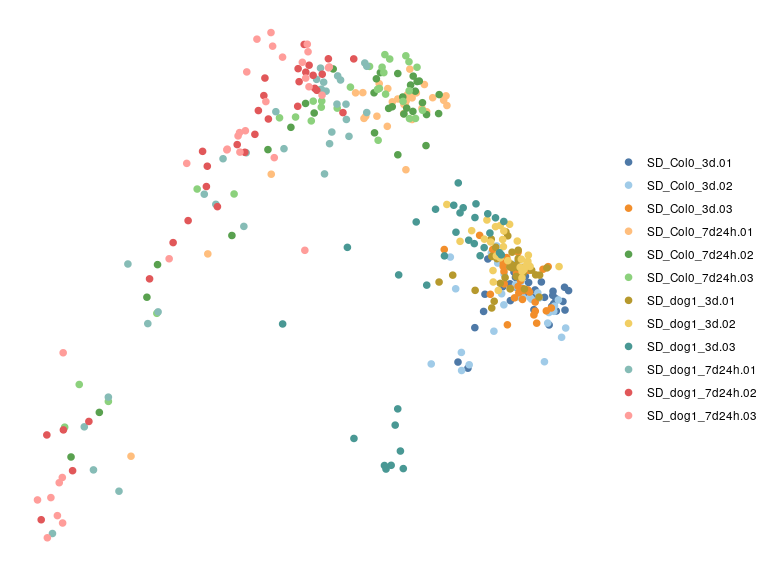 SD_Col0_3d.01
SD_Col0_3d.02
SD_Col0_3d.03
SD_Col0_7d24h.01
SD_Col0_7d24h.02
SD_Col0_7d24h.03
SD_dog1_3d.01
SD_dog1_3d.02
SD_dog1_3d.03
SD_dog1_7d24h.01
SD_dog1_7d24h.02
SD_dog1_7d24h.03